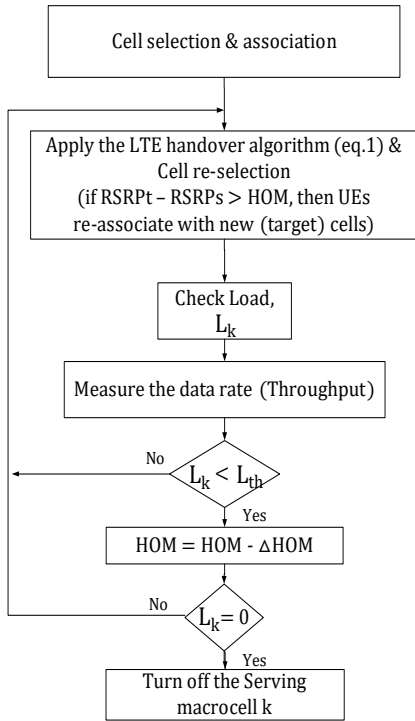 Cell selection & association
Apply the LTE handover algorithm (eq.1) &
Cell re-selection
(if RSRPt – RSRPs > HOM, then UEs
re-associate with new (target) cells)
Check Load,
Lk
Measure the data rate (Throughput)
No
Lk < Lth
Yes
HOM = HOM - ΔHOM
No
Lk = 0
Yes
Turn off the Serving
macrocell k